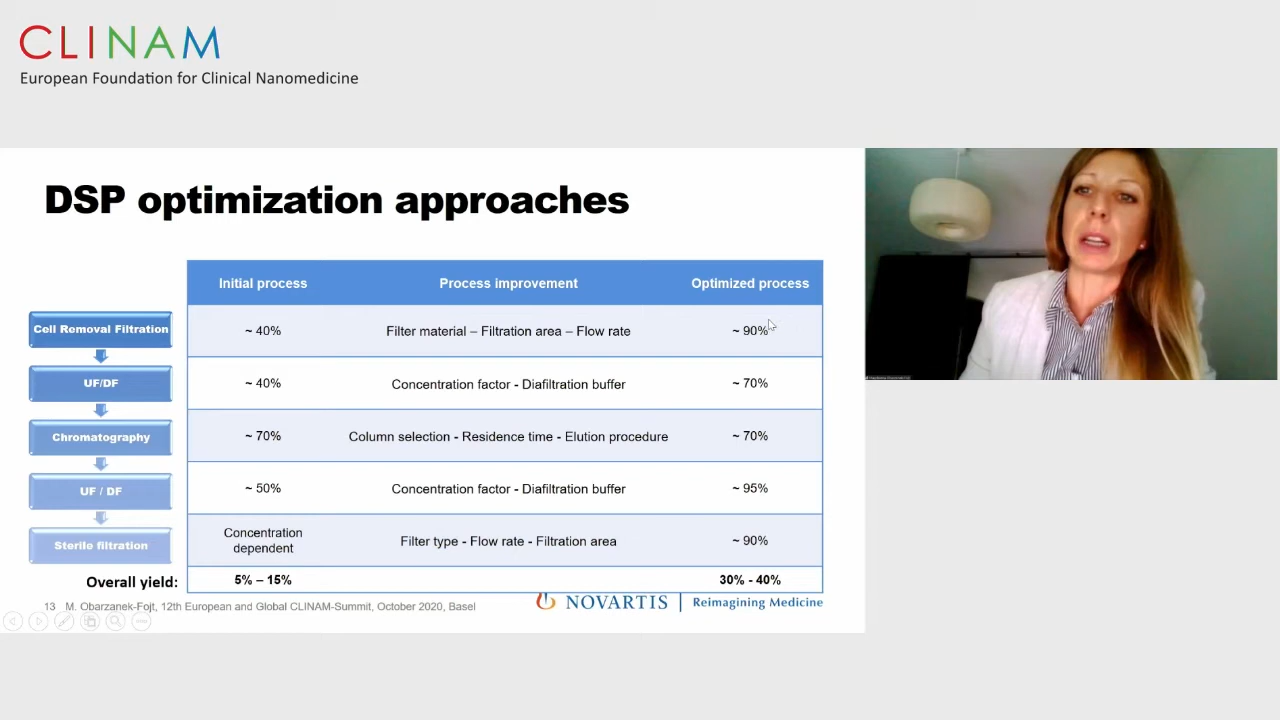 CLINAM
European Foundation for Clinical Nanomedicine
DSP optimization approaches
Initial process Process improvement Optimized process
Cell Removal Filtration ~ 40% Filter material – Filtration area – Flow rate ~ 90%
UF/DF ~ 40% Concentration factor - Diafiltration buffer ~ 70%
Chromatography ~ 70% Column selection - Residence time - Elution procedure ~ 70%
UF / DF ~ 50% Concentration factor - Diafiltration buffer ~ 95%
Sterile filtration Concentration
dependent Filter type - Flow rate - Filtration area ~ 90%
Overall yield: 5% – 15% 30% - 40%
13 M. Obarzanek-Fojt, 12th European and Global CLINAM-Summit, October 2020, Basel
NOVARTIS | Reimagining Medicine